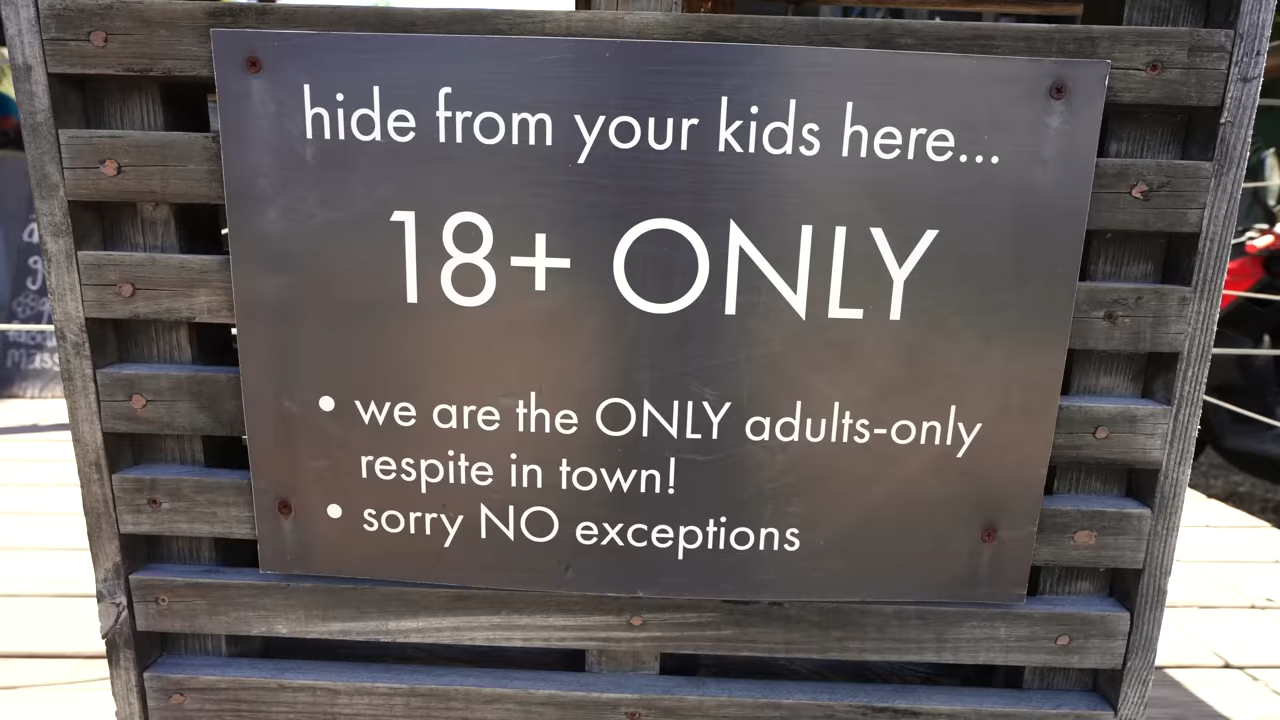 hide from your kids here...
18+ ONLY
• we are the ONLY adults-only
respite in town!
• sorry NO exceptions